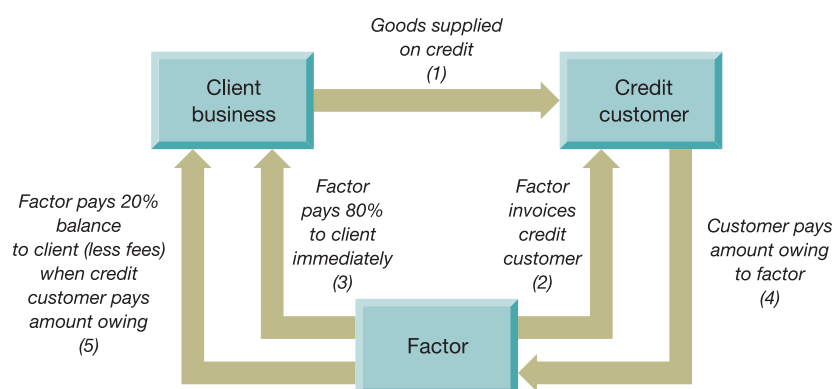 Goods supplied
on credit
(1)
Client
business
Credit
customer
Factor pays 20%
balance
to client (less fees)
when credit
customer pays
amount owing
(5)
Factor
pays 80%
to client
immediately
(3)
Factor
invoices
credit
customer
(2)
Customer pays
amount owing
to factor
(4)
Factor